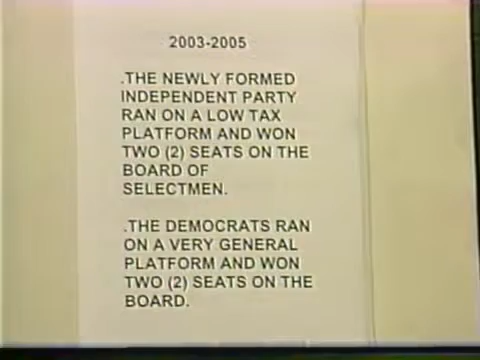 2003-2005
.THE NEWLY FORMED
INDEPENDENT PARTY
RAN ON A LOW TAX
PLATFORM AND WON
TWO (2) SEATS ON THE
BOARD OF
SELECTMEN.
.THE DEMOCRATS RAN
ON A VERY GENERAL
PLATFORM AND WON
TWO (2) SEATS ON THE
BOARD.